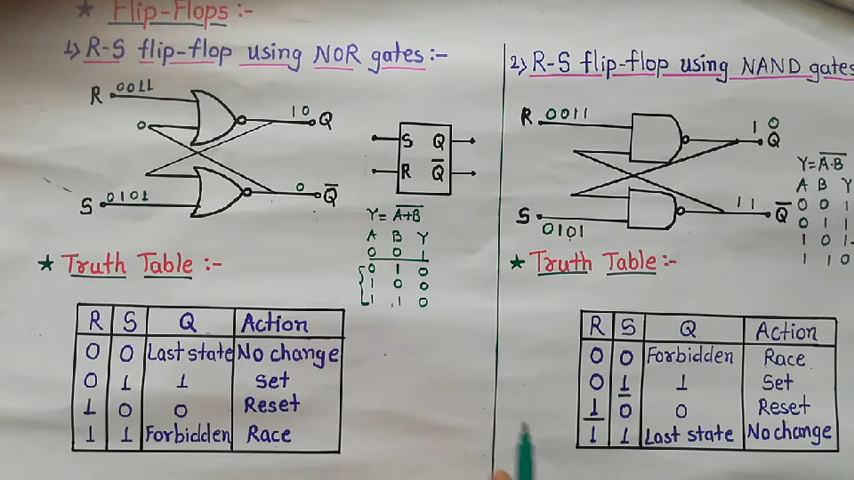 ★ Flip-Flops :-
1) R-S flip-flop using NOR gates :-
R 0011
1 0 Q
0
S 0101
0 Q̅
S Q
R Q̅
Y = A̅+̅B̅
A B Y
0 0 1
0 1 0
1 0 0
1 1 0
★ Truth Table :-
R S Q Action
0 0 Last state No change
0 1 1 Set
1 0 0 Reset
1 1 Forbidden Race
2) R-S flip-flop using NAND gates
R 0011
1 0 Q
S 0101
1 1 Q̅
Y = A̅·̅B̅
A B Y
0 0 1
0 1 1
1 0 1
1 1 0
★ Truth Table :-
R S Q Action
0 0 Forbidden Race
0 1 1 Set
1 0 0 Reset
1 1 Last state No change